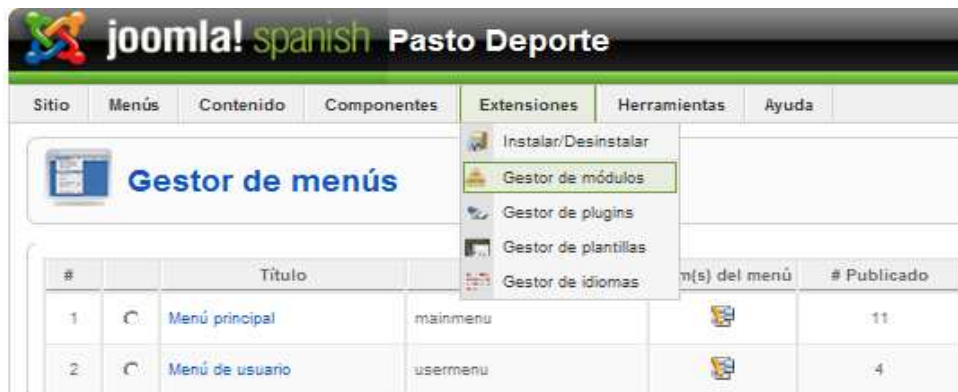 joomla! spanish Pasto Deporte
Sitio Menús Contenido Componentes Extensiones Herramientas Ayuda
Instalar/Desinstalar
Gestor de módulos
Gestor de plugins
Gestor de plantillas
Gestor de idiomas
Gestor de menús
# Título m(s) del menú # Publicado
1 Menú principal mainmenu 11
2 Menú de usuario usermenu 4